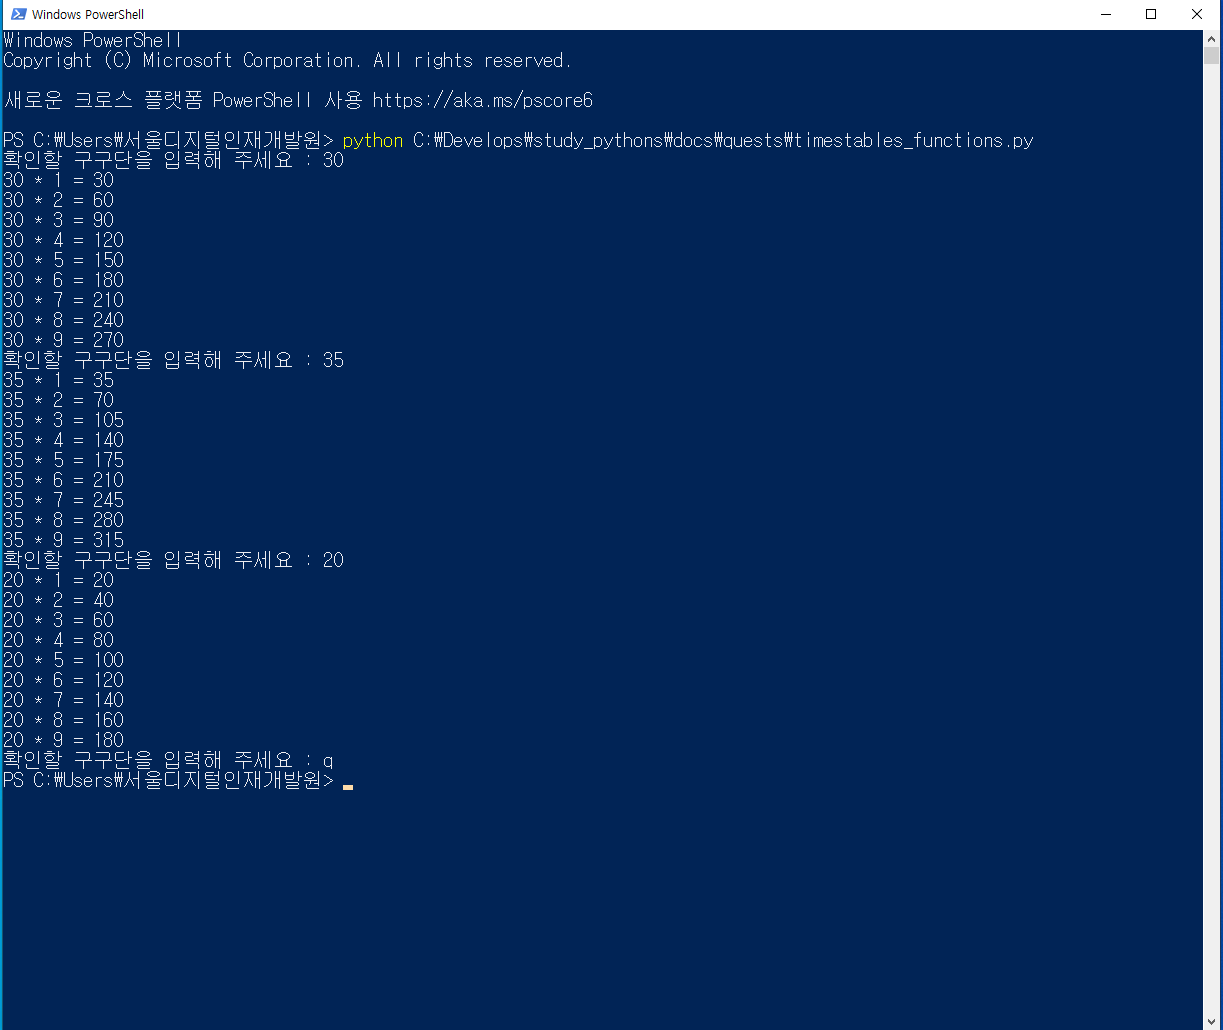 Windows PowerShell
Windows PowerShell
Copyright (C) Microsoft Corporation. All rights reserved.
새로운 크로스 플랫폼 PowerShell 사용 https://aka.ms/pscore6
PS C:₩Users₩서울디지털인재개발원> python C:₩Develops₩study_pythons₩docs₩quests₩timestables_functions.py
확인할 구구단을 입력해 주세요 : 30
30 * 1 = 30
30 * 2 = 60
30 * 3 = 90
30 * 4 = 120
30 * 5 = 150
30 * 6 = 180
30 * 7 = 210
30 * 8 = 240
30 * 9 = 270
확인할 구구단을 입력해 주세요 : 35
35 * 1 = 35
35 * 2 = 70
35 * 3 = 105
35 * 4 = 140
35 * 5 = 175
35 * 6 = 210
35 * 7 = 245
35 * 8 = 280
35 * 9 = 315
확인할 구구단을 입력해 주세요 : 20
20 * 1 = 20
20 * 2 = 40
20 * 3 = 60
20 * 4 = 80
20 * 5 = 100
20 * 6 = 120
20 * 7 = 140
20 * 8 = 160
20 * 9 = 180
확인할 구구단을 입력해 주세요 : q
PS C:₩Users₩서울디지털인재개발원>